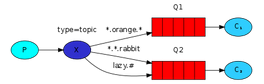 Q1
type=topic
*.orange.*
C₁
P
X
*.*.rabbit
Q2
lazy.#
C₂